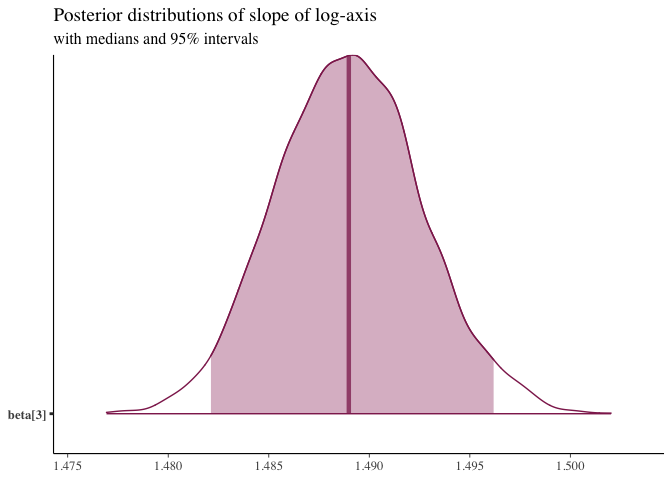 Posterior distributions of slope of log-axis
with medians and 95% intervals
beta[3]
1.475 1.480 1.485 1.490 1.495 1.500